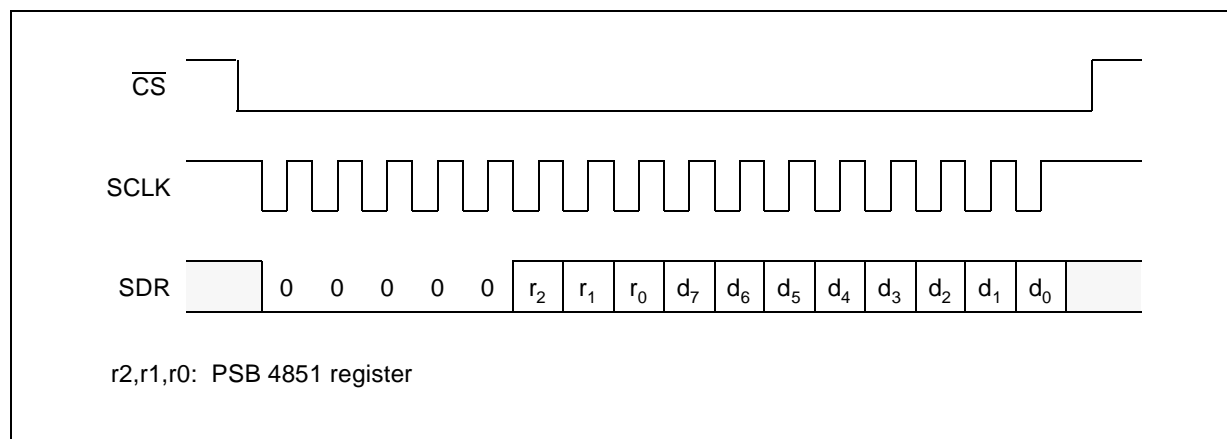 CS
SCLK
SDR 0 0 0 0 0 r2 r1 r0 d7 d6 d5 d4 d3 d2 d1 d0
r2,r1,r0: PSB 4851 register